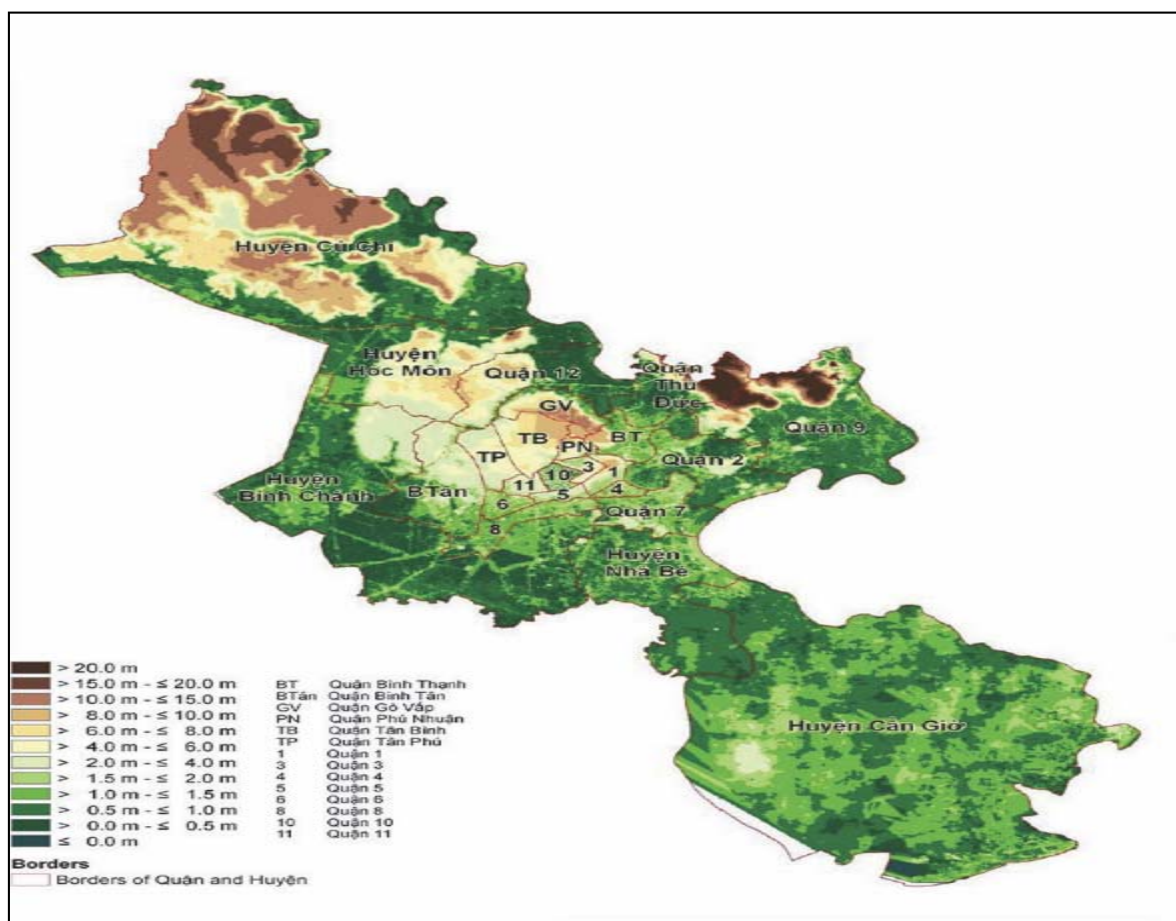 Huyện Củ Chi
Huyện
Hóc Môn
Quận 12
Quận
Thủ
Đức
GV
Quận 9
TB
BT
PN
TP
Quận 2
3
1
10
11
Huyện
Bình Chánh
BTân
5
4
6
Quận 7
8
Huyện
Nhà Bè
Huyện Cần Giờ
> 20.0 m
> 15.0 m - ≤ 20.0 m
> 10.0 m - ≤ 15.0 m
> 8.0 m - ≤ 10.0 m
> 6.0 m - ≤ 8.0 m
> 4.0 m - ≤ 6.0 m
> 2.0 m - ≤ 4.0 m
> 1.5 m - ≤ 2.0 m
> 1.0 m - ≤ 1.5 m
> 0.5 m - ≤ 1.0 m
> 0.0 m - ≤ 0.5 m
≤ 0.0 m
BT Quận Bình Thạnh
BTân Quận Bình Tân
GV Quận Gò Vấp
PN Quận Phú Nhuận
TB Quận Tân Bình
TP Quận Tân Phú
1 Quận 1
3 Quận 3
4 Quận 4
5 Quận 5
6 Quận 6
8 Quận 8
10 Quận 10
11 Quận 11
Borders
Borders of Quận and Huyện